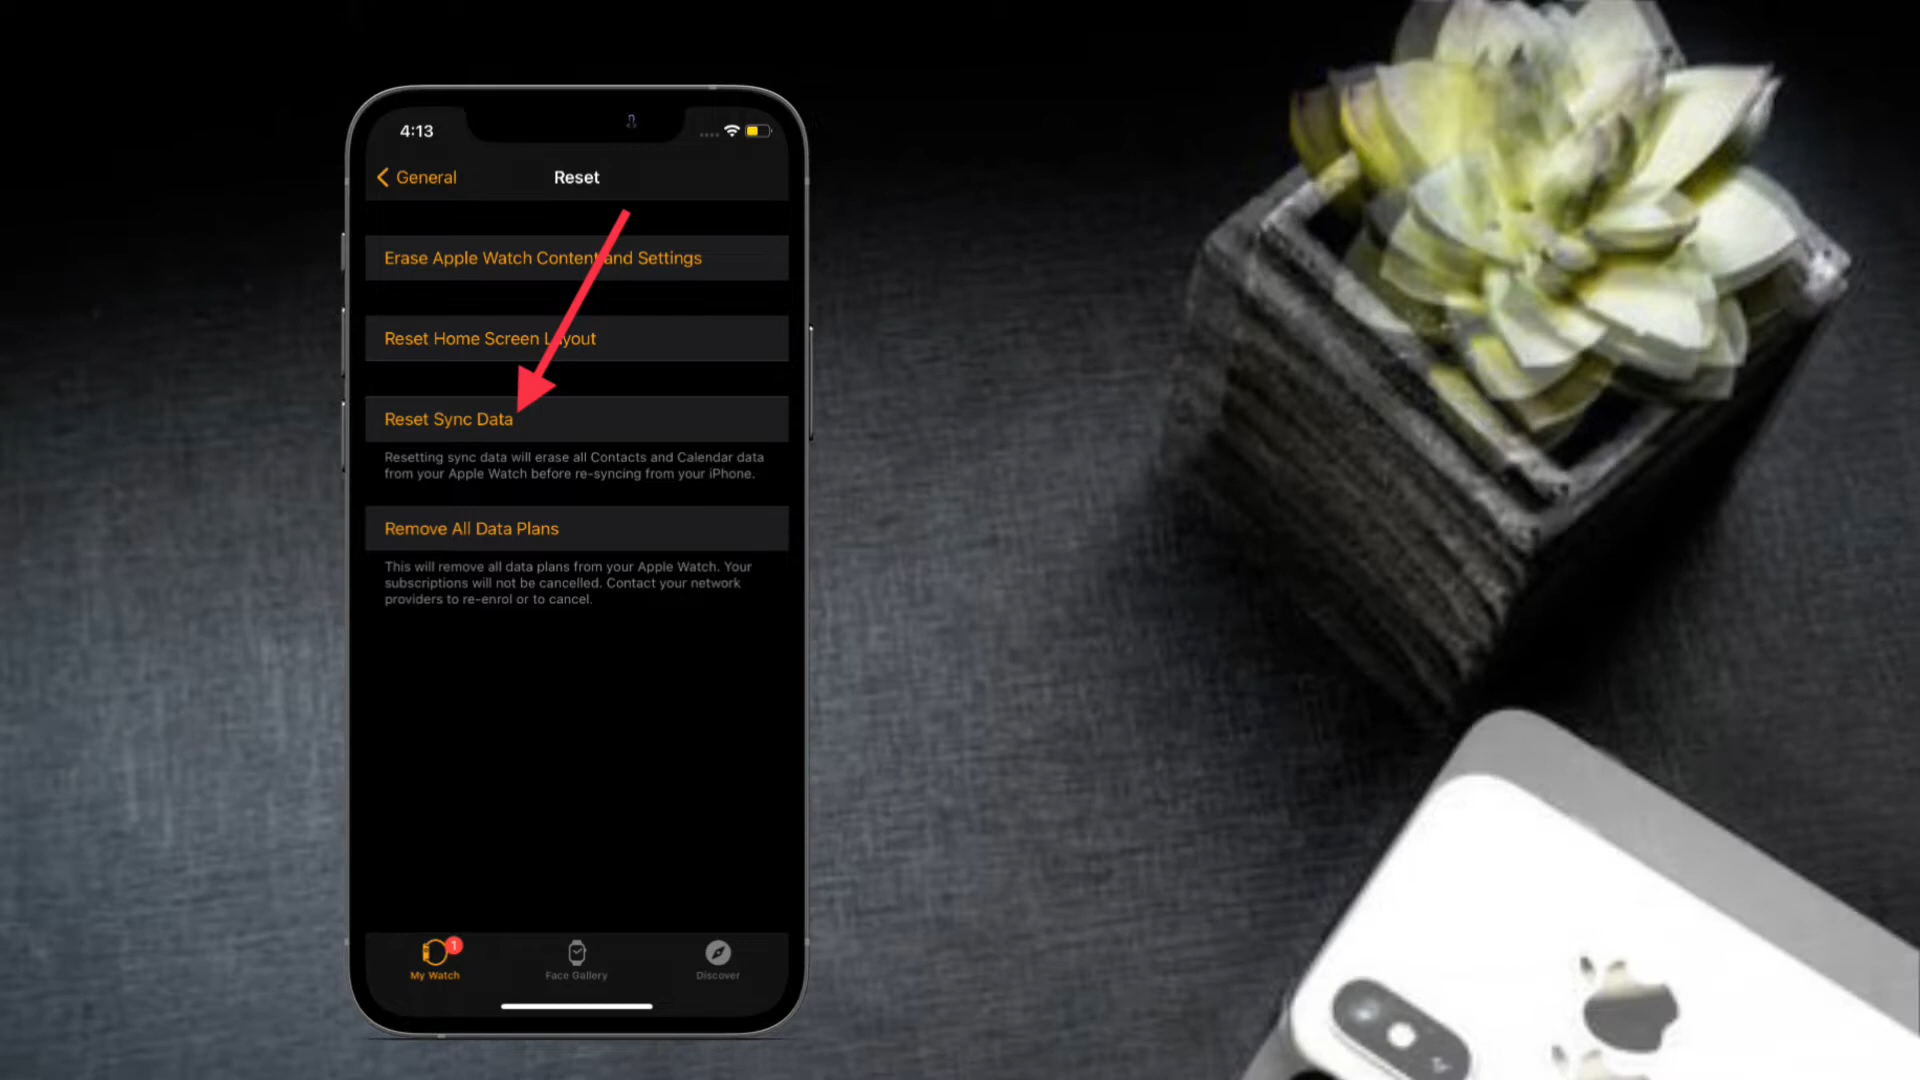 4:13
General
Reset
Erase Apple Watch Content and Settings
Reset Home Screen Layout
Reset Sync Data
Resetting sync data will erase all Contacts and Calendar data
from your Apple Watch before re-syncing from your iPhone.
Remove All Data Plans
This will remove all data plans from your Apple Watch. Your
subscriptions will not be cancelled. Contact your network
providers to re-enrol or to cancel.
1
My Watch
Face Gallery
Discover